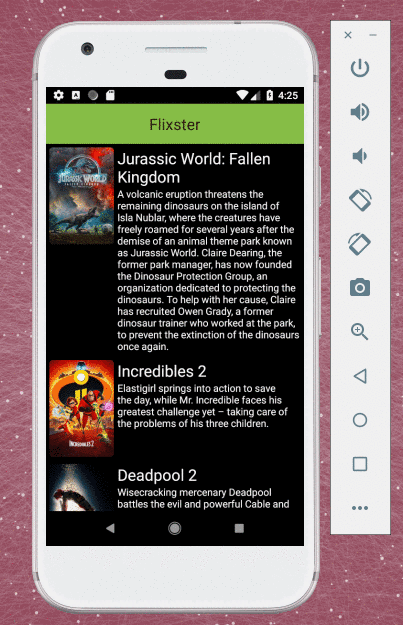 4:25
Flixster
Jurassic World: Fallen
Kingdom
A volcanic eruption threatens the
remaining dinosaurs on the island of
Isla Nublar, where the creatures have
freely roamed for several years after the
demise of an animal theme park known
as Jurassic World. Claire Dearing, the
former park manager, has now founded
the Dinosaur Protection Group, an
organization dedicated to protecting the
dinosaurs. To help with her cause, Claire
has recruited Owen Grady, a former
dinosaur trainer who worked at the park,
to prevent the extinction of the dinosaurs
once again.
JURASSIC WORLD
FALLEN KINGDOM
Incredibles 2
Elastigirl springs into action to save
the day, while Mr. Incredible faces his
greatest challenge yet – taking care of
the problems of his three children.
INCREDIBLES 2
Deadpool 2
Wisecracking mercenary Deadpool
battles the evil and powerful Cable and